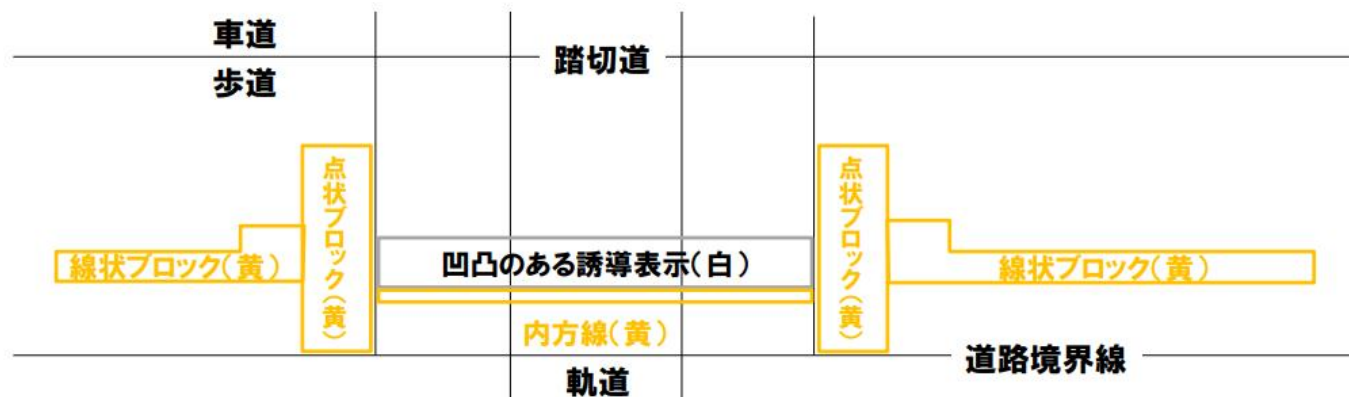 車道
踏切道
歩道
点状ブロック(黄)
点状ブロック(黄)
線状ブロック(黄)
凹凸のある誘導表示(白)
線状ブロック(黄)
内方線(黄)
道路境界線
軌道